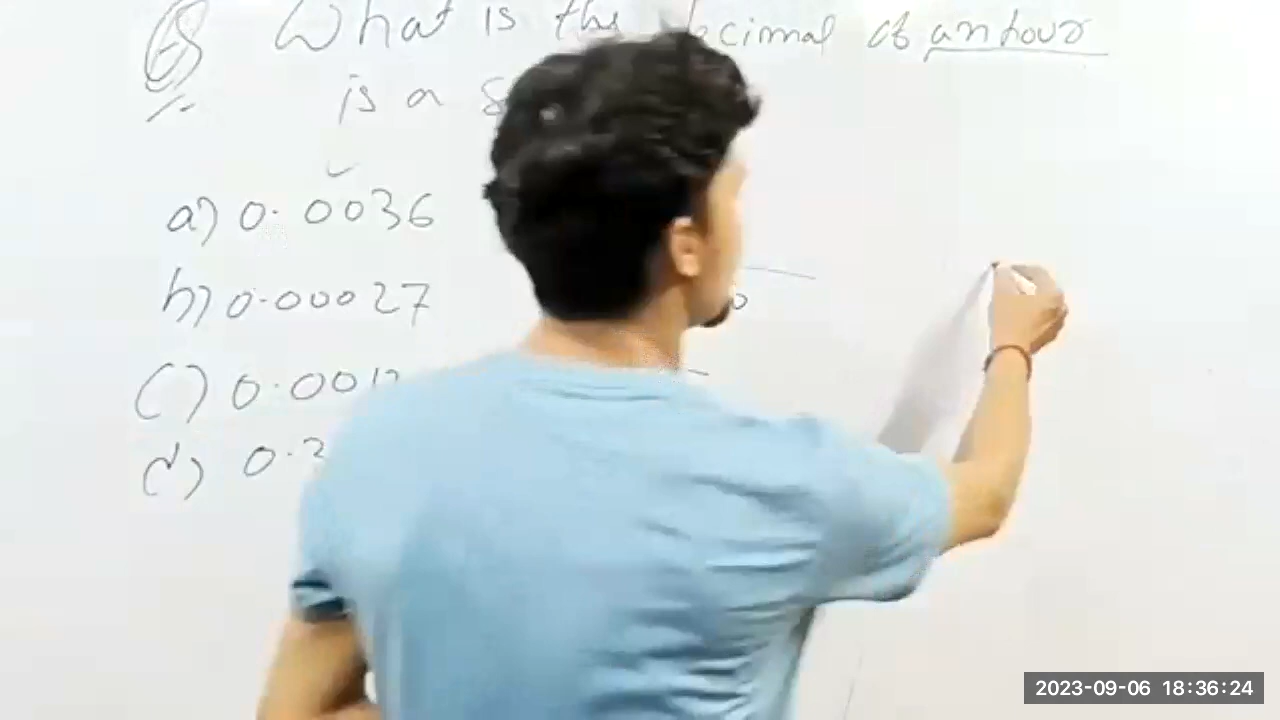 What is the decimal of an hour
is a
a) 0.0036
b) 0.00027
(c) 0.0012
d) 0.2
2023-09-06 18:36:24